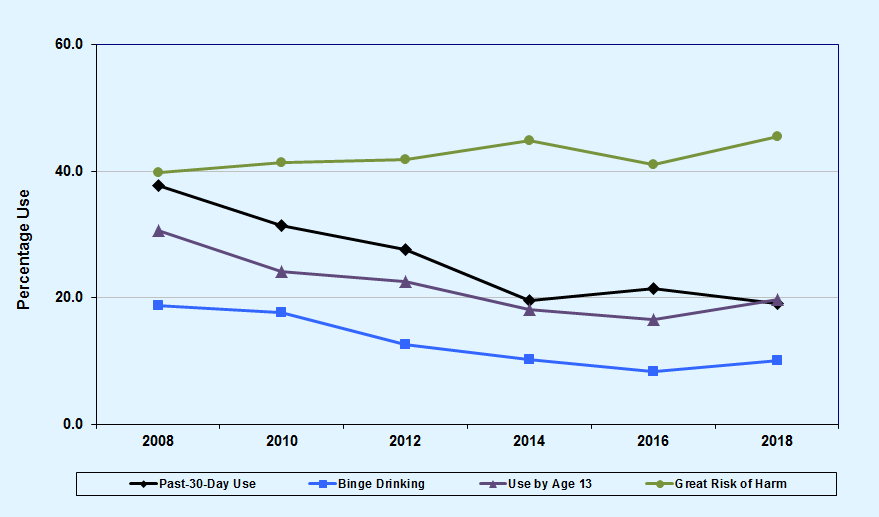 60.0
40.0
20.0
0.0
Percentage Use
2008 2010 2012 2014 2016 2018
Past-30-Day Use Binge Drinking Use by Age 13 Great Risk of Harm